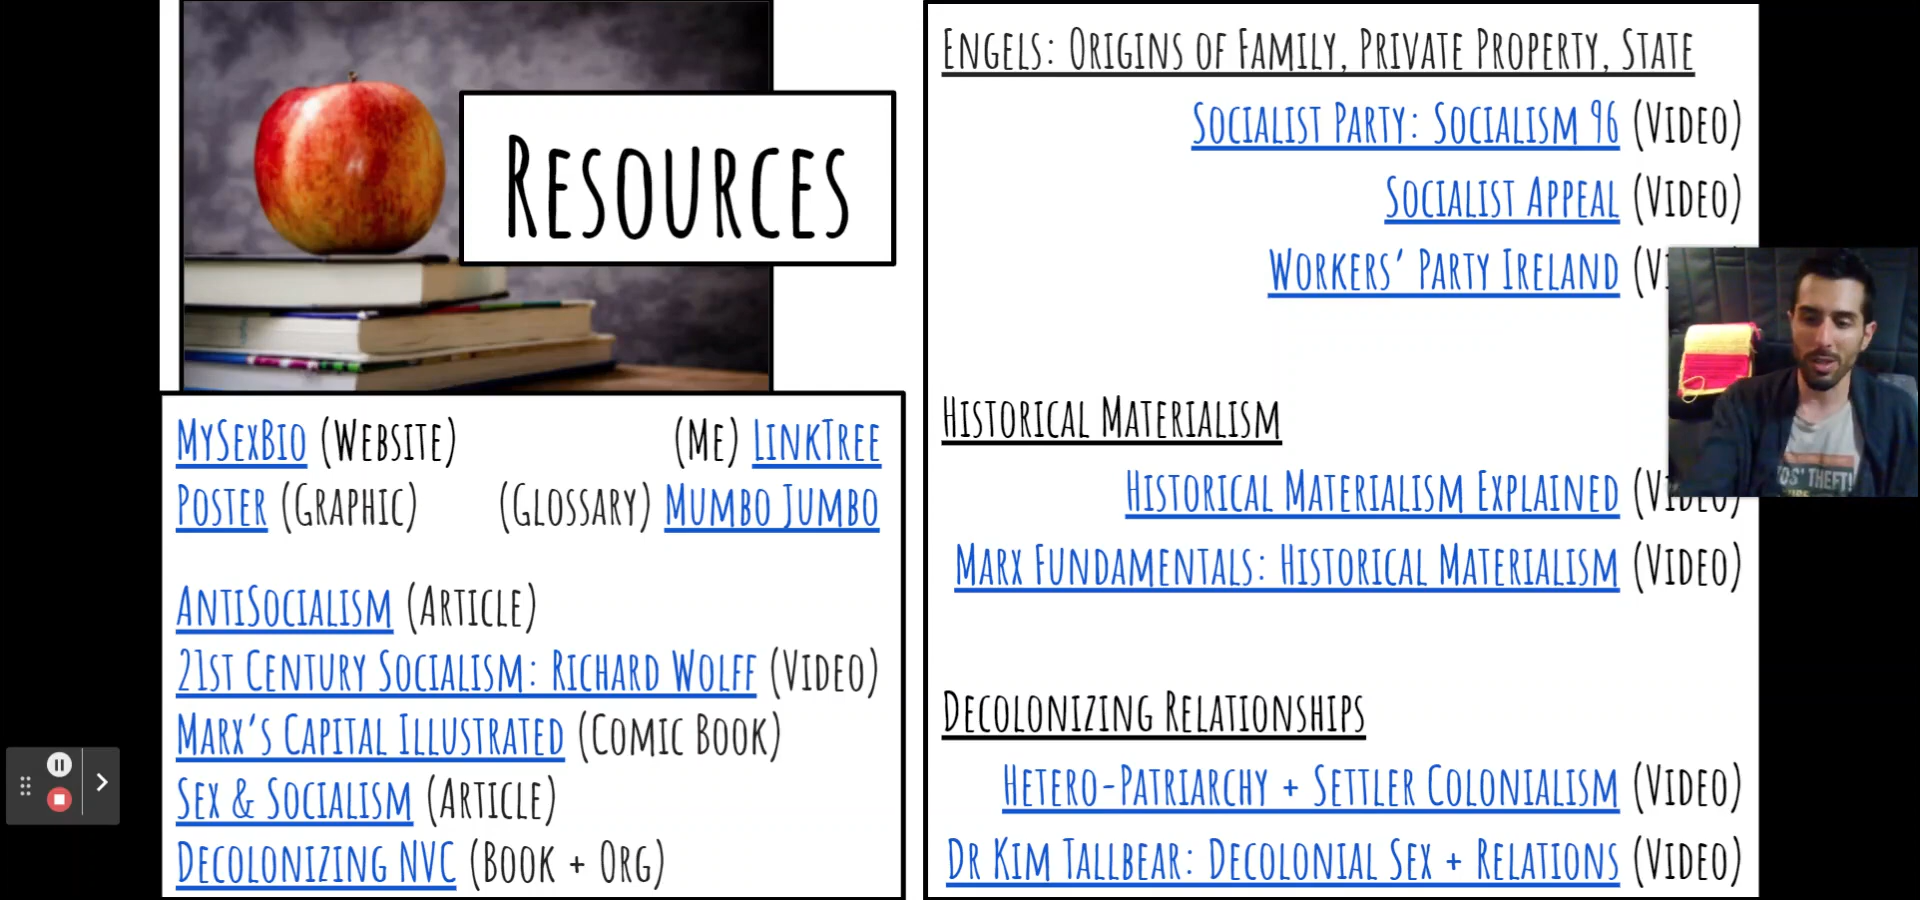 Resources
MySexBio (Website)
(Me) LinkTree
Poster (Graphic)
(Glossary) Mumbo Jumbo
AntiSocialism (Article)
21st Century Socialism: Richard Wolff (Video)
Marx's Capital Illustrated (Comic Book)
Sex & Socialism (Article)
Decolonizing NVC (Book + Org)
Engels: Origins of Family, Private Property, State
Socialist Party: Socialism 96 (Video)
Socialist Appeal (Video)
Workers' Party Ireland
Historical Materialism
Historical Materialism Explained
Marx Fundamentals: Historical Materialism (Video)
Decolonizing Relationships
Hetero-Patriarchy + Settler Colonialism (Video)
Dr Kim Tallbear: Decolonial Sex + Relations (Video)
THEFT!